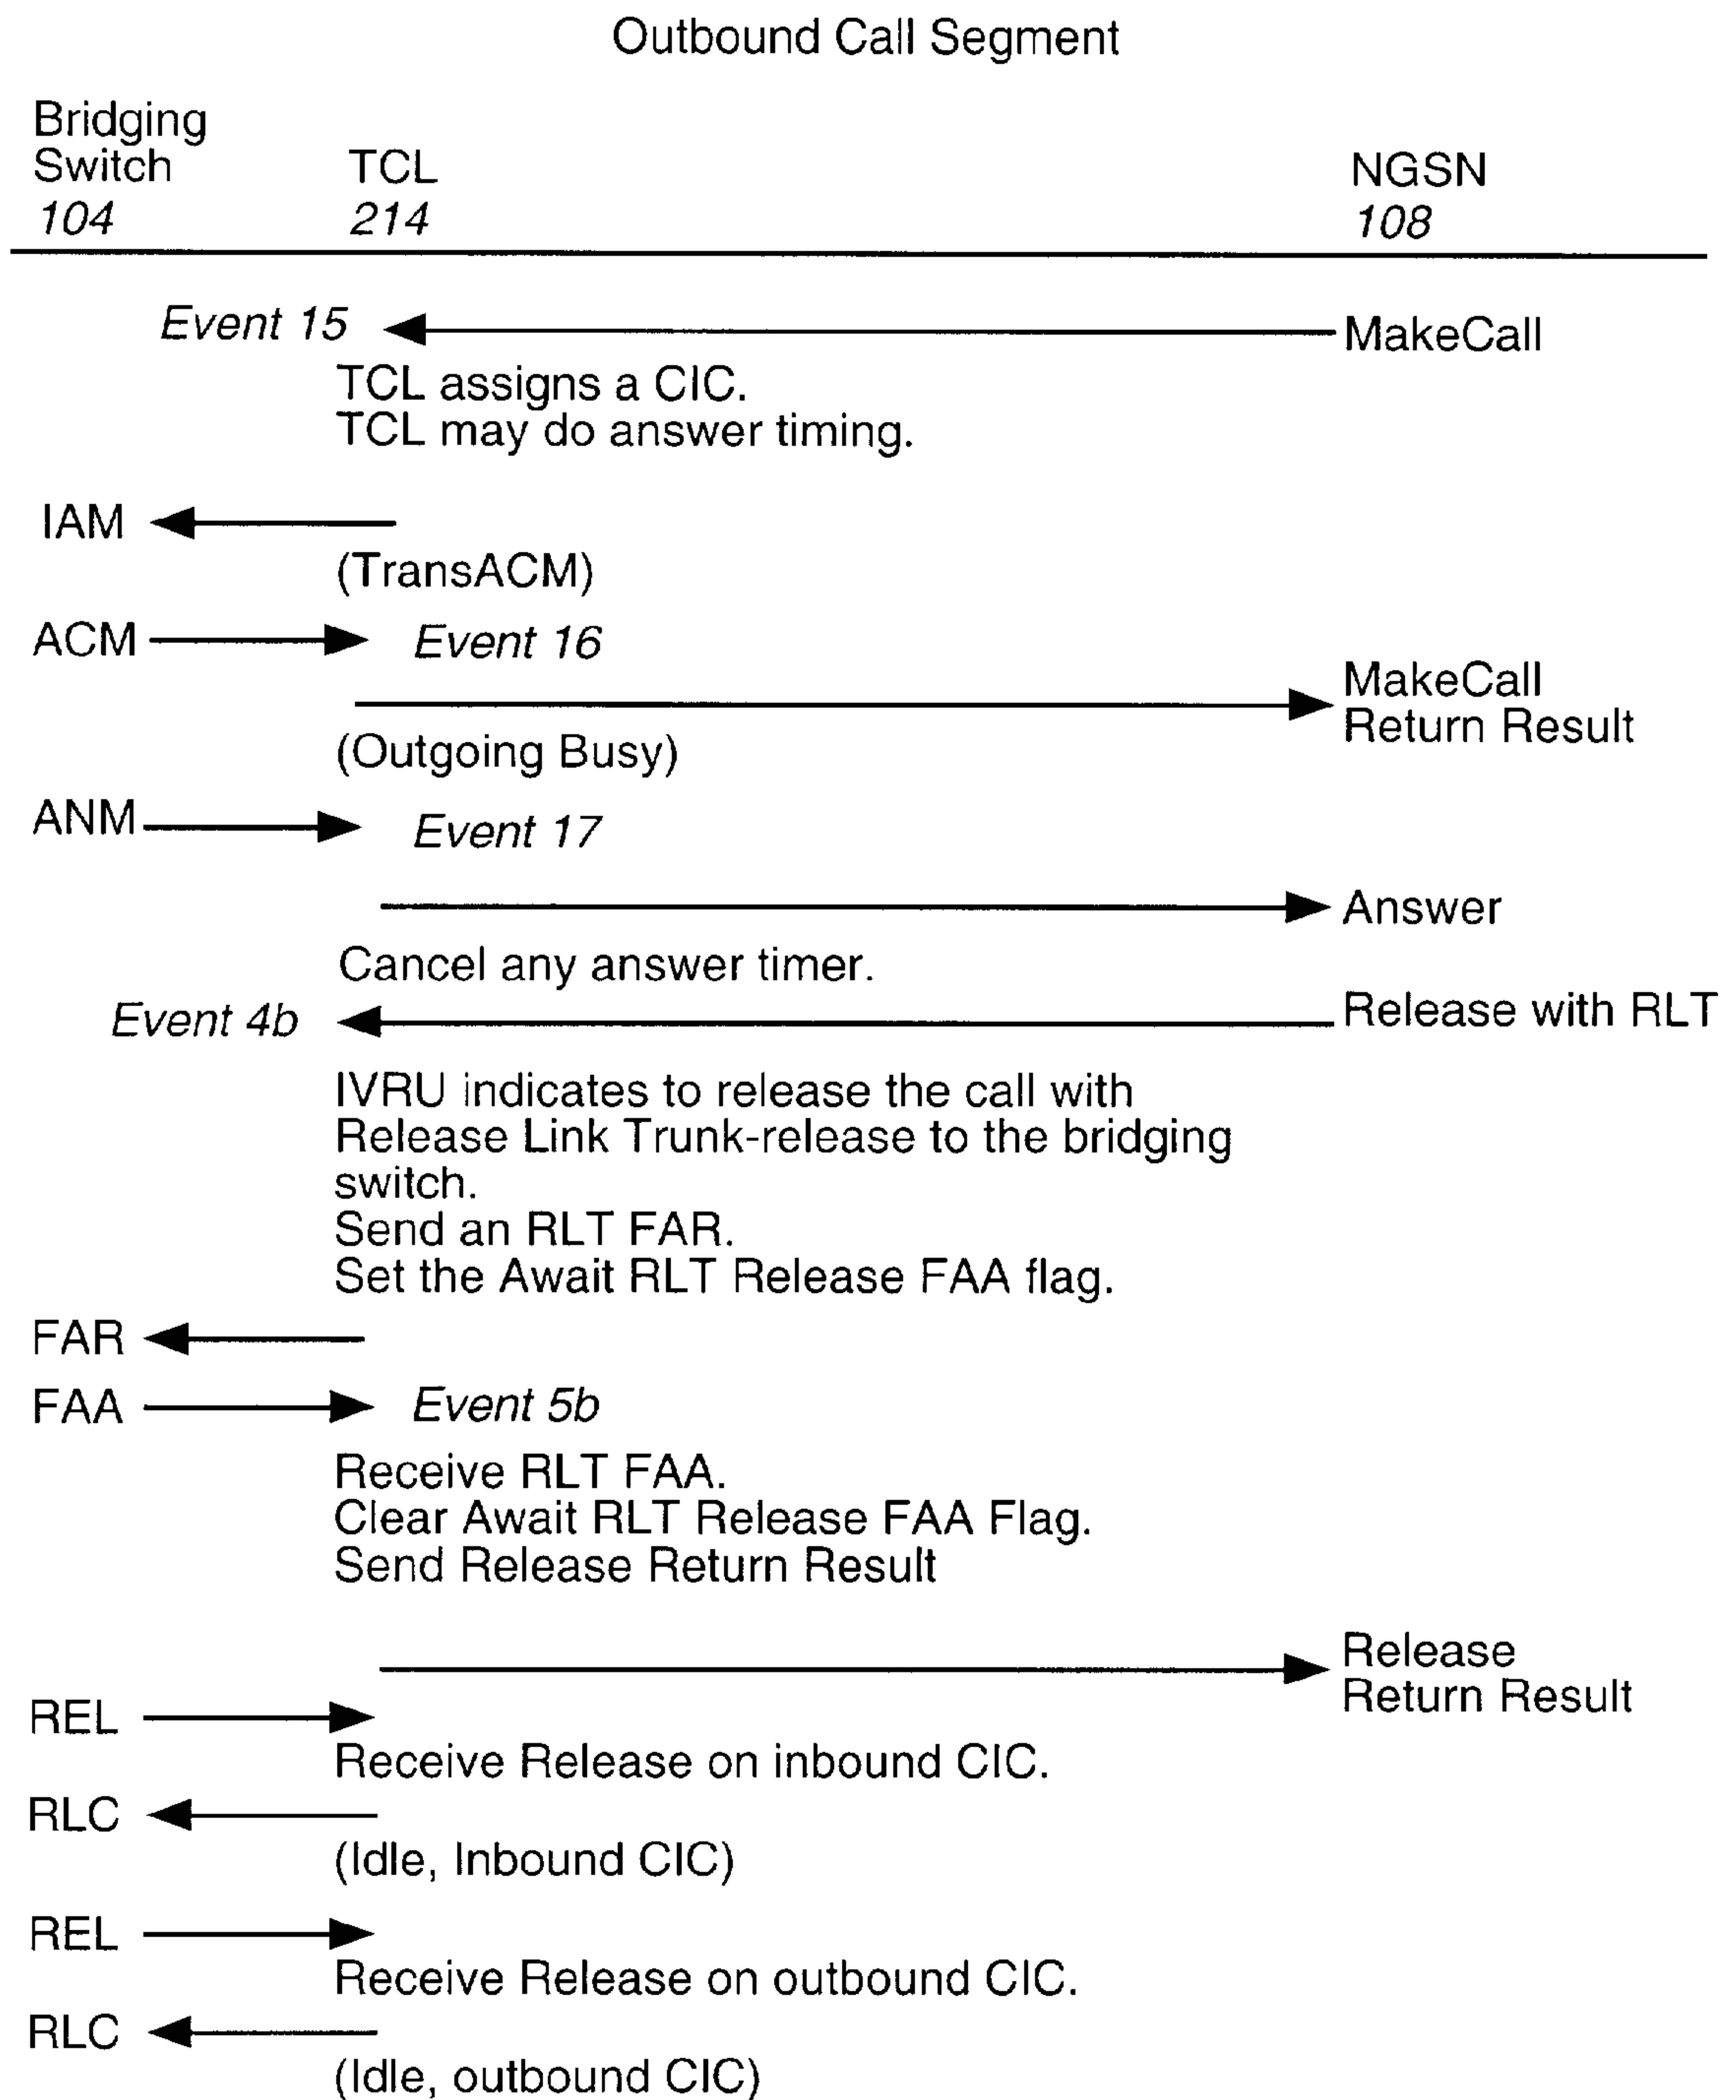 Outbound Call Segment
Bridging
Switch
104
TCL
214
NGSN
108
Event 15
MakeCall
TCL assigns a CIC.
TCL may do answer timing.
IAM
(TransACM)
ACM
Event 16
MakeCall
Return Result
(Outgoing Busy)
ANM
Event 17
Answer
Cancel any answer timer.
Event 4b
Release with RLT
IVRU indicates to release the call with
Release Link Trunk-release to the bridging
switch.
Send an RLT FAR.
Set the Await RLT Release FAA flag.
FAR
FAA
Event 5b
Receive RLT FAA.
Clear Await RLT Release FAA Flag.
Send Release Return Result
Release
Return Result
REL
Receive Release on inbound CIC.
RLC
(Idle, Inbound CIC)
REL
Receive Release on outbound CIC.
RLC
(Idle, outbound CIC)